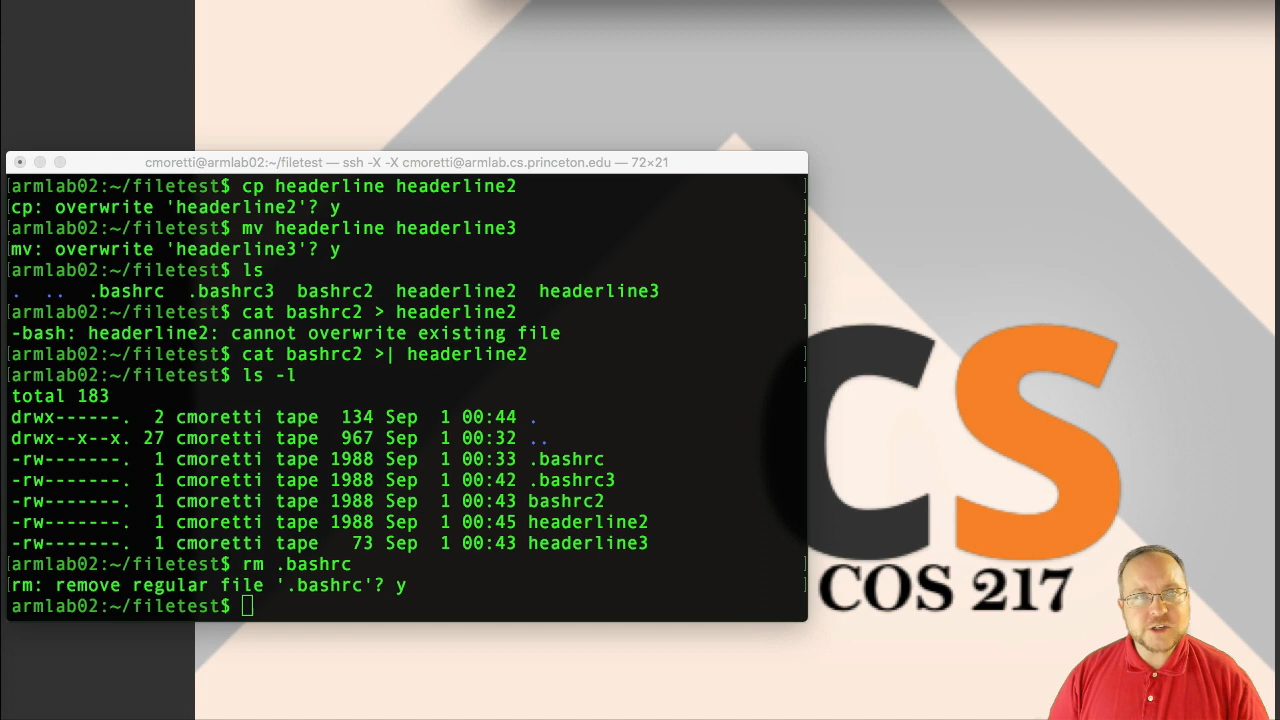 cmoretti@armlab02:~/filetest — ssh -X -X cmoretti@armlab.cs.princeton.edu — 72×21
[armlab02:~/filetest$ cp headerline headerline2 ]
[cp: overwrite 'headerline2'? y ]
[armlab02:~/filetest$ mv headerline headerline3 ]
[mv: overwrite 'headerline3'? y ]
[armlab02:~/filetest$ ls ]
. .. .bashrc .bashrc3 bashrc2 headerline2 headerline3
[armlab02:~/filetest$ cat bashrc2 > headerline2 ]
-bash: headerline2: cannot overwrite existing file
[armlab02:~/filetest$ cat bashrc2 >| headerline2 ]
[armlab02:~/filetest$ ls -l ]
total 183
drwx------. 2 cmoretti tape 134 Sep 1 00:44 .
drwx--x--x. 27 cmoretti tape 967 Sep 1 00:32 ..
-rw-------. 1 cmoretti tape 1988 Sep 1 00:33 .bashrc
-rw-------. 1 cmoretti tape 1988 Sep 1 00:42 .bashrc3
-rw-------. 1 cmoretti tape 1988 Sep 1 00:43 bashrc2
-rw-------. 1 cmoretti tape 1988 Sep 1 00:45 headerline2
-rw-------. 1 cmoretti tape 73 Sep 1 00:43 headerline3
[armlab02:~/filetest$ rm .bashrc ]
[rm: remove regular file '.bashrc'? y ]
armlab02:~/filetest$
CS
COS 217